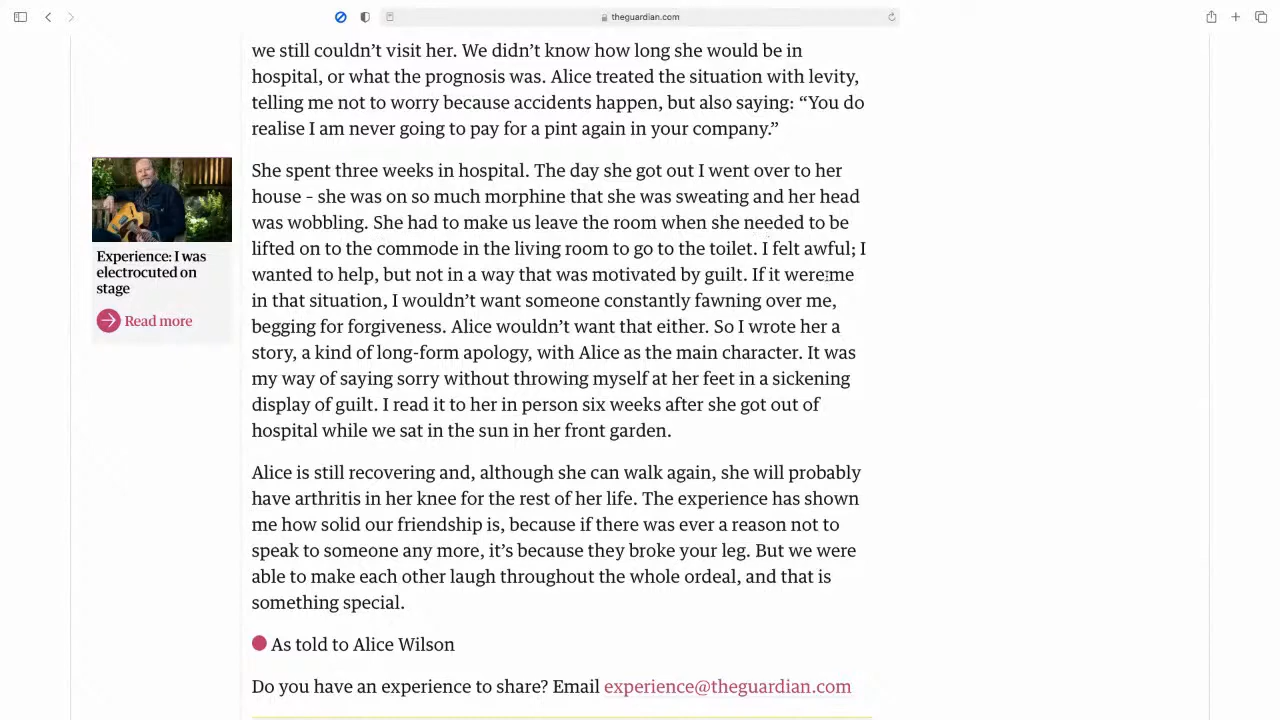 theguardian.com
we still couldn’t visit her. We didn’t know how long she would be in
hospital, or what the prognosis was. Alice treated the situation with levity,
telling me not to worry because accidents happen, but also saying: “You do
realise I am never going to pay for a pint again in your company.”
She spent three weeks in hospital. The day she got out I went over to her
house – she was on so much morphine that she was sweating and her head
was wobbling. She had to make us leave the room when she needed to be
lifted on to the commode in the living room to go to the toilet. I felt awful; I
wanted to help, but not in a way that was motivated by guilt. If it were me
in that situation, I wouldn’t want someone constantly fawning over me,
begging for forgiveness. Alice wouldn’t want that either. So I wrote her a
story, a kind of long-form apology, with Alice as the main character. It was
my way of saying sorry without throwing myself at her feet in a sickening
display of guilt. I read it to her in person six weeks after she got out of
hospital while we sat in the sun in her front garden.
Experience: I was
electrocuted on
stage
Read more
Alice is still recovering and, although she can walk again, she will probably
have arthritis in her knee for the rest of her life. The experience has shown
me how solid our friendship is, because if there was ever a reason not to
speak to someone any more, it’s because they broke your leg. But we were
able to make each other laugh throughout the whole ordeal, and that is
something special.
As told to Alice Wilson
Do you have an experience to share? Email experience@theguardian.com